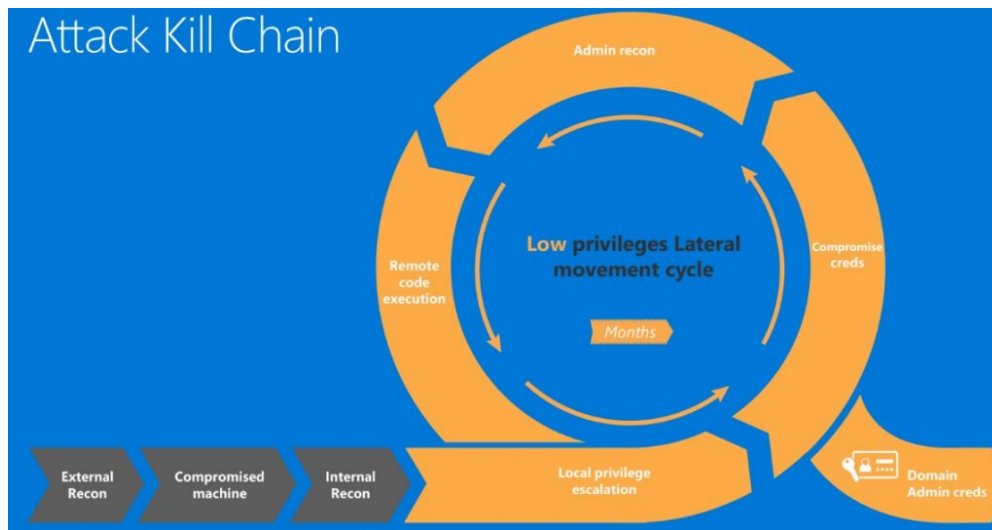 Attack Kill Chain
Admin recon
Low privileges Lateral
movement cycle
Compromise
creds
Remote
code
execution
Months
External
Recon
Compromised
machine
Internal
Recon
Local privilege
escalation
Domain
Admin creds